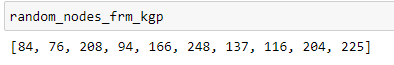 random_nodes_frm_kgp
[84, 76, 208, 94, 166, 248, 137, 116, 204, 225]